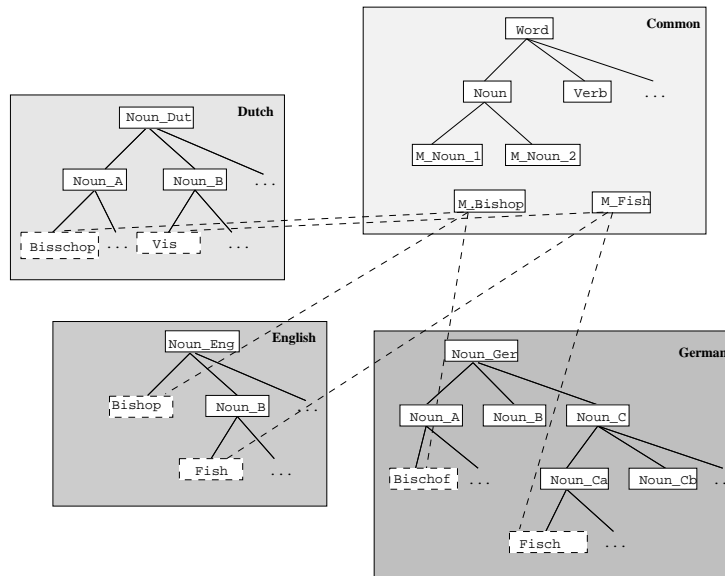 Common
Word
Noun
Verb
...
M_Noun_1
M_Noun_2
M_Bishop
M_Fish
Dutch
Noun_Dut
Noun_A
Noun_B
...
Bisschop
...
Vis
...
English
Noun_Eng
Bishop
Noun_B
...
Fish
...
German
Noun_Ger
Noun_A
Noun_B
Noun_C
Bischof
...
Noun_Ca
Noun_Cb
...
Fisch
...